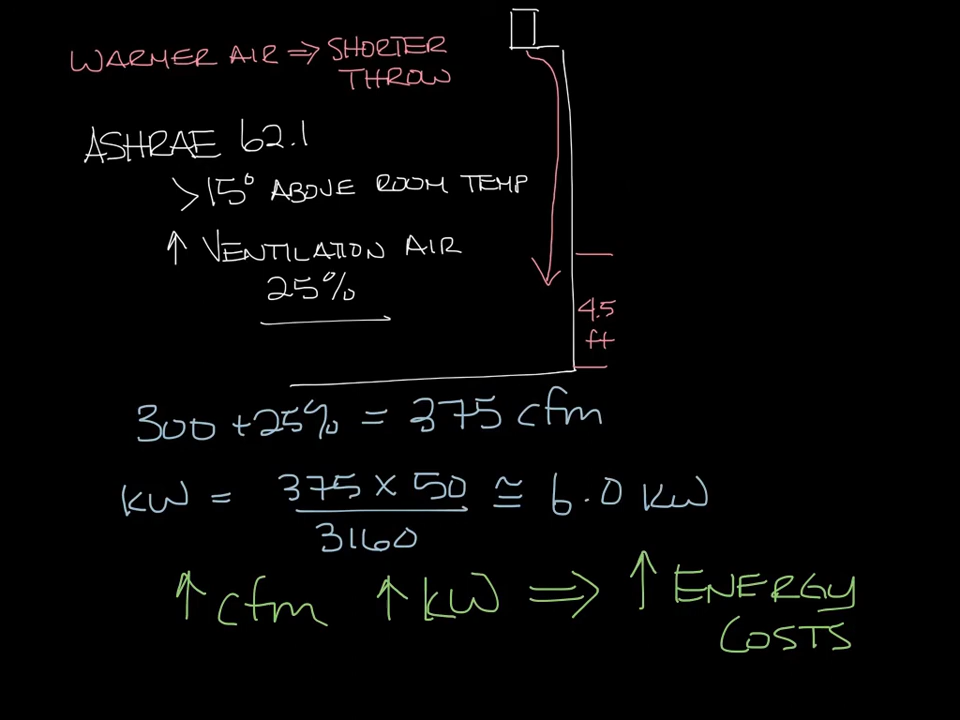 WARMER AIR ⇒ SHORTER
THROW
ASHRAE 62.1
>15° ABOVE ROOM TEMP
↑ VENTILATION AIR
25%
4.5
ft
300 +25% = 375 cfm
KW = 375 x 50 ≅ 6.0 KW
3160
↑ cfm ↑ KW ⇒ ↑ ENERGY
COSTS